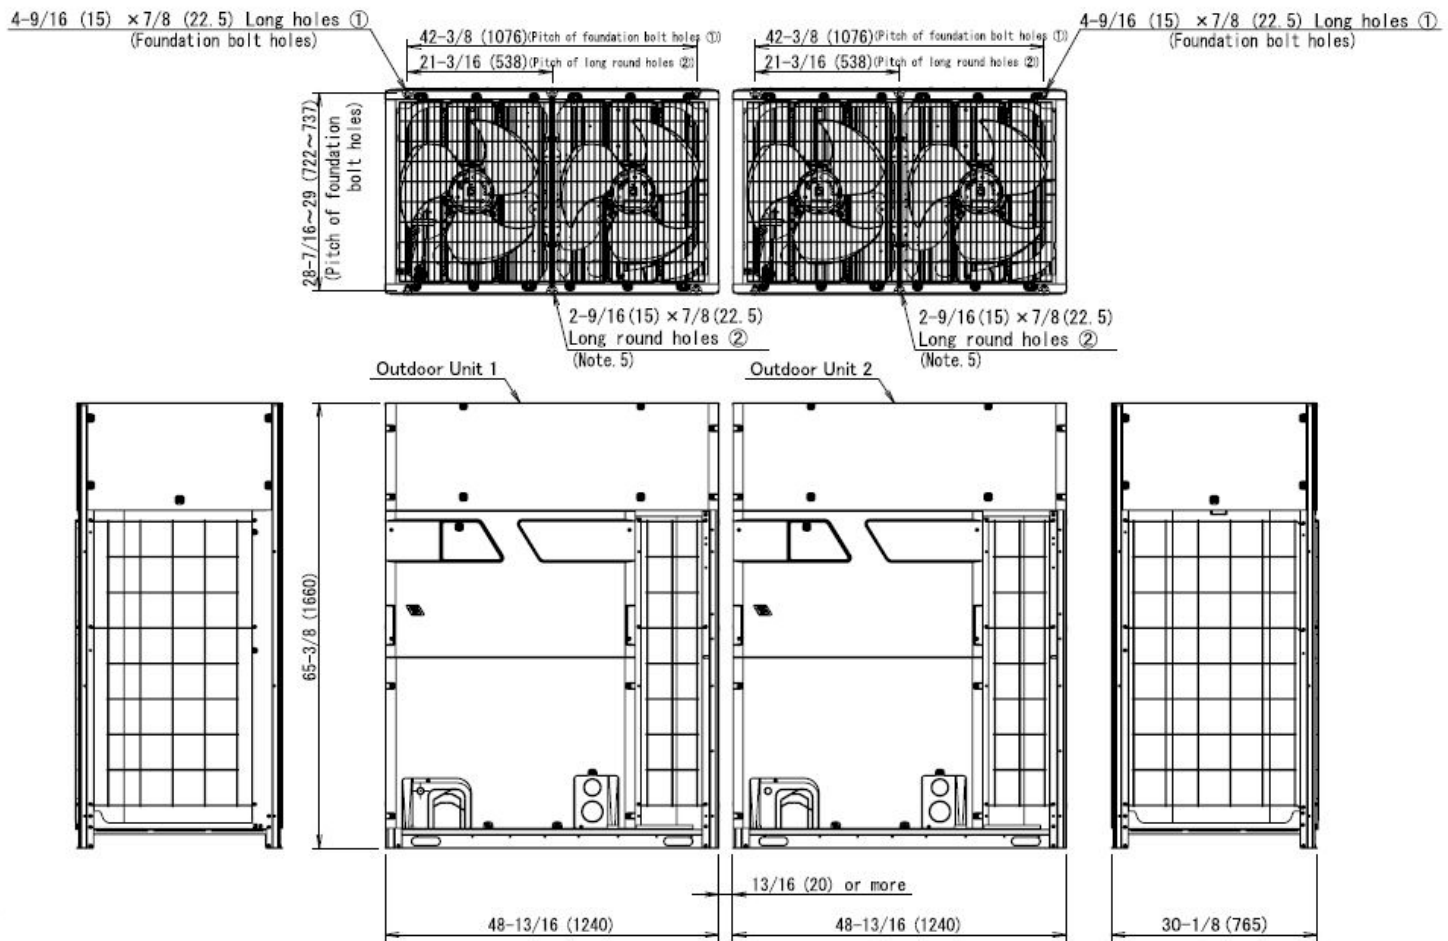 4-9/16 (15) ×7/8 (22.5) Long holes ①
(Foundation bolt holes)
42-3/8 (1076)(Pitch of foundation bolt holes ①)
21-3/16 (538)(Pitch of long round holes ②)
42-3/8 (1076)(Pitch of foundation bolt holes ①)
21-3/16 (538)(Pitch of long round holes ②)
4-9/16 (15) ×7/8 (22.5) Long holes ①
(Foundation bolt holes)
28-7/16~29 (722~737)
(Pitch of foundation
bolt holes)
2-9/16(15) ×7/8(22.5)
Long round holes ②
(Note.5)
2-9/16(15) ×7/8(22.5)
Long round holes ②
(Note.5)
Outdoor Unit 1
Outdoor Unit 2
65-3/8 (1660)
13/16 (20) or more
48-13/16 (1240)
48-13/16 (1240)
30-1/8 (765)